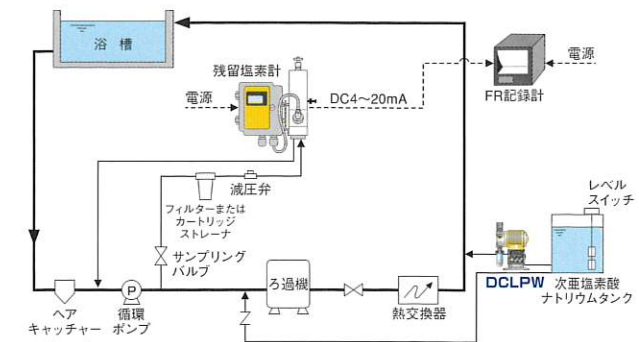 浴 槽
残留塩素計
電源
DC4〜20mA
電源
FR記録計
減圧弁
フィルターまたは
カートリッジ
ストレーナ
サンプリング
バルブ
レベル
スイッチ
DCLPW
次亜塩素酸
ナトリウムタンク
ヘア
キャッチャー
P
循環
ポンプ
ろ過機
熱交換器